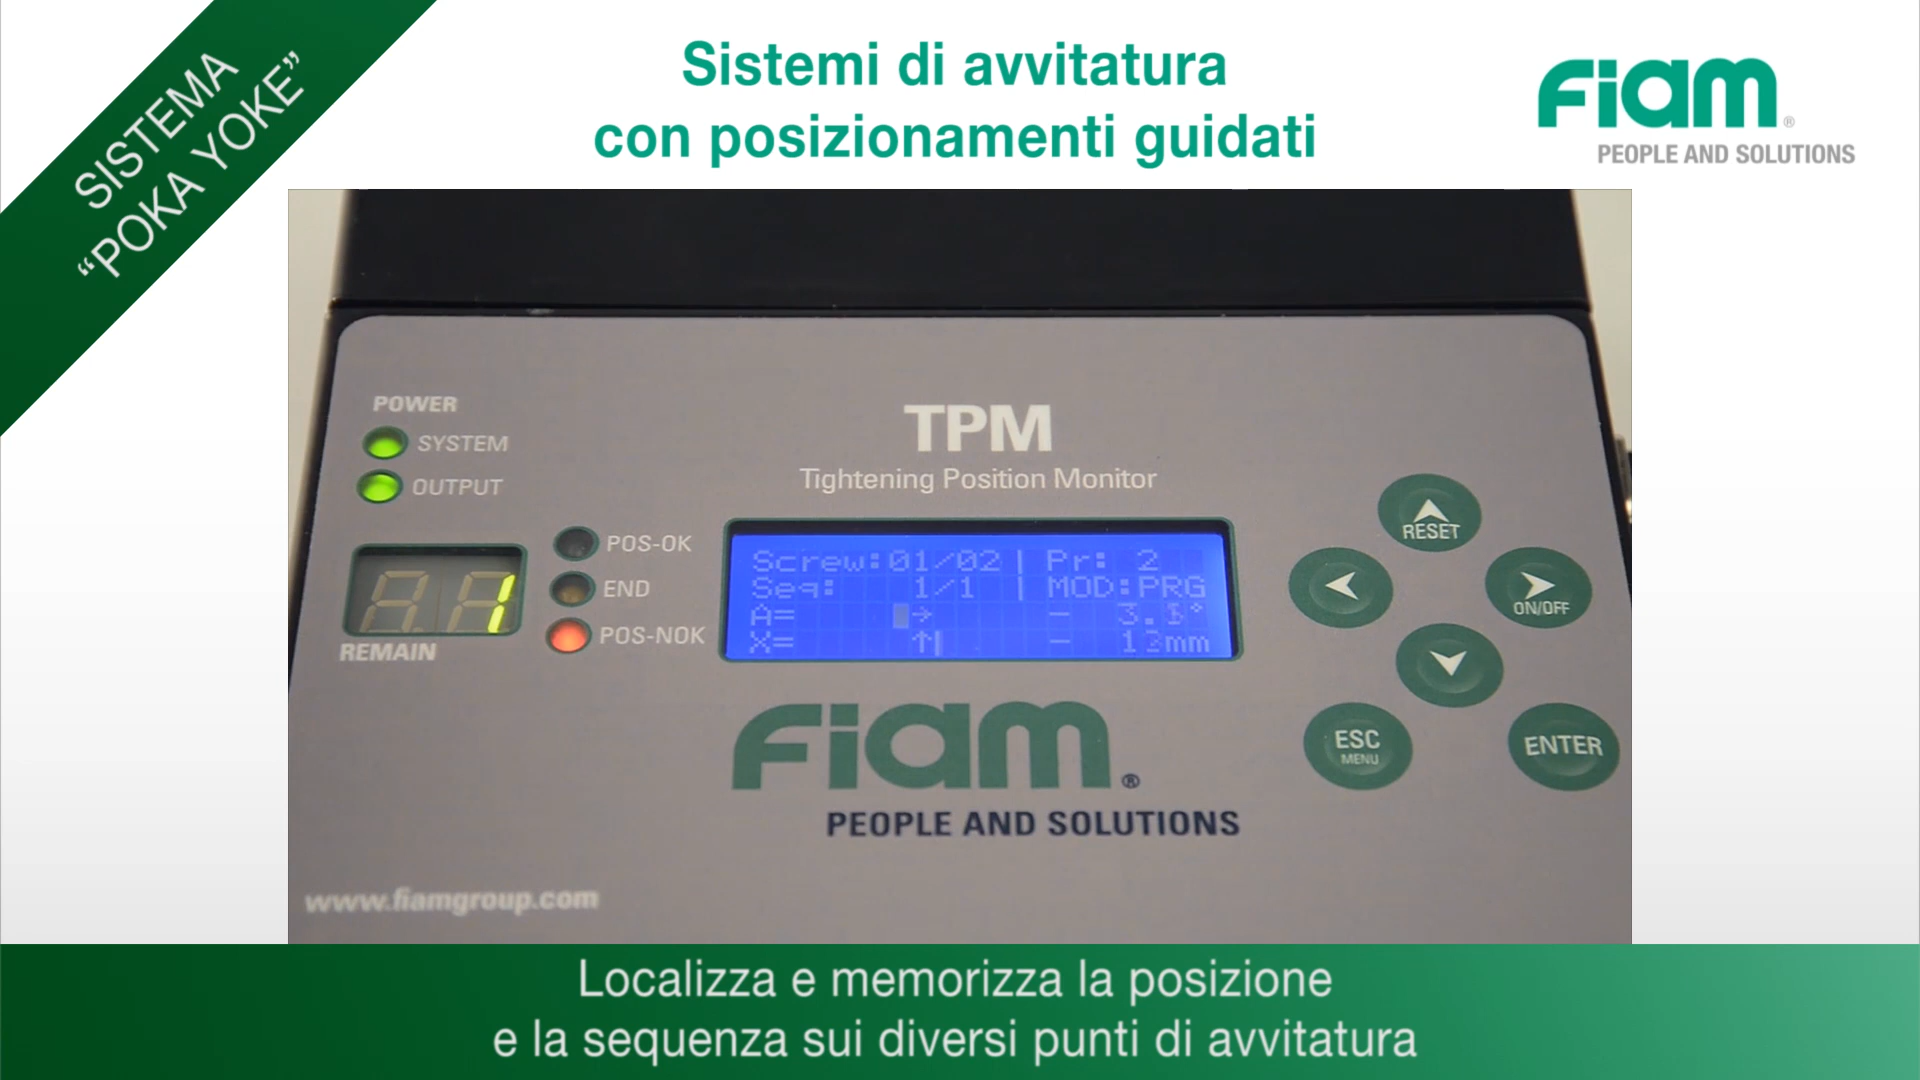 SISTEMA
“POKA YOKE”
Sistemi di avvitatura
con posizionamenti guidati
Fiam®
PEOPLE AND SOLUTIONS
POWER
SYSTEM
OUTPUT
TPM
Tightening Position Monitor
POS-OK
END
POS-NOK
1
REMAIN
Screw:01/02 | Pr: 2
Seq: 1/1 | MOD:PRG
A= → - 3.
X= ↑| - mm
RESET
ON/OFF
ESC
MENU
ENTER
Fiam®
PEOPLE AND SOLUTIONS
www.fiamgroup.com
Localizza e memorizza la posizione
e la sequenza sui diversi punti di avvitatura